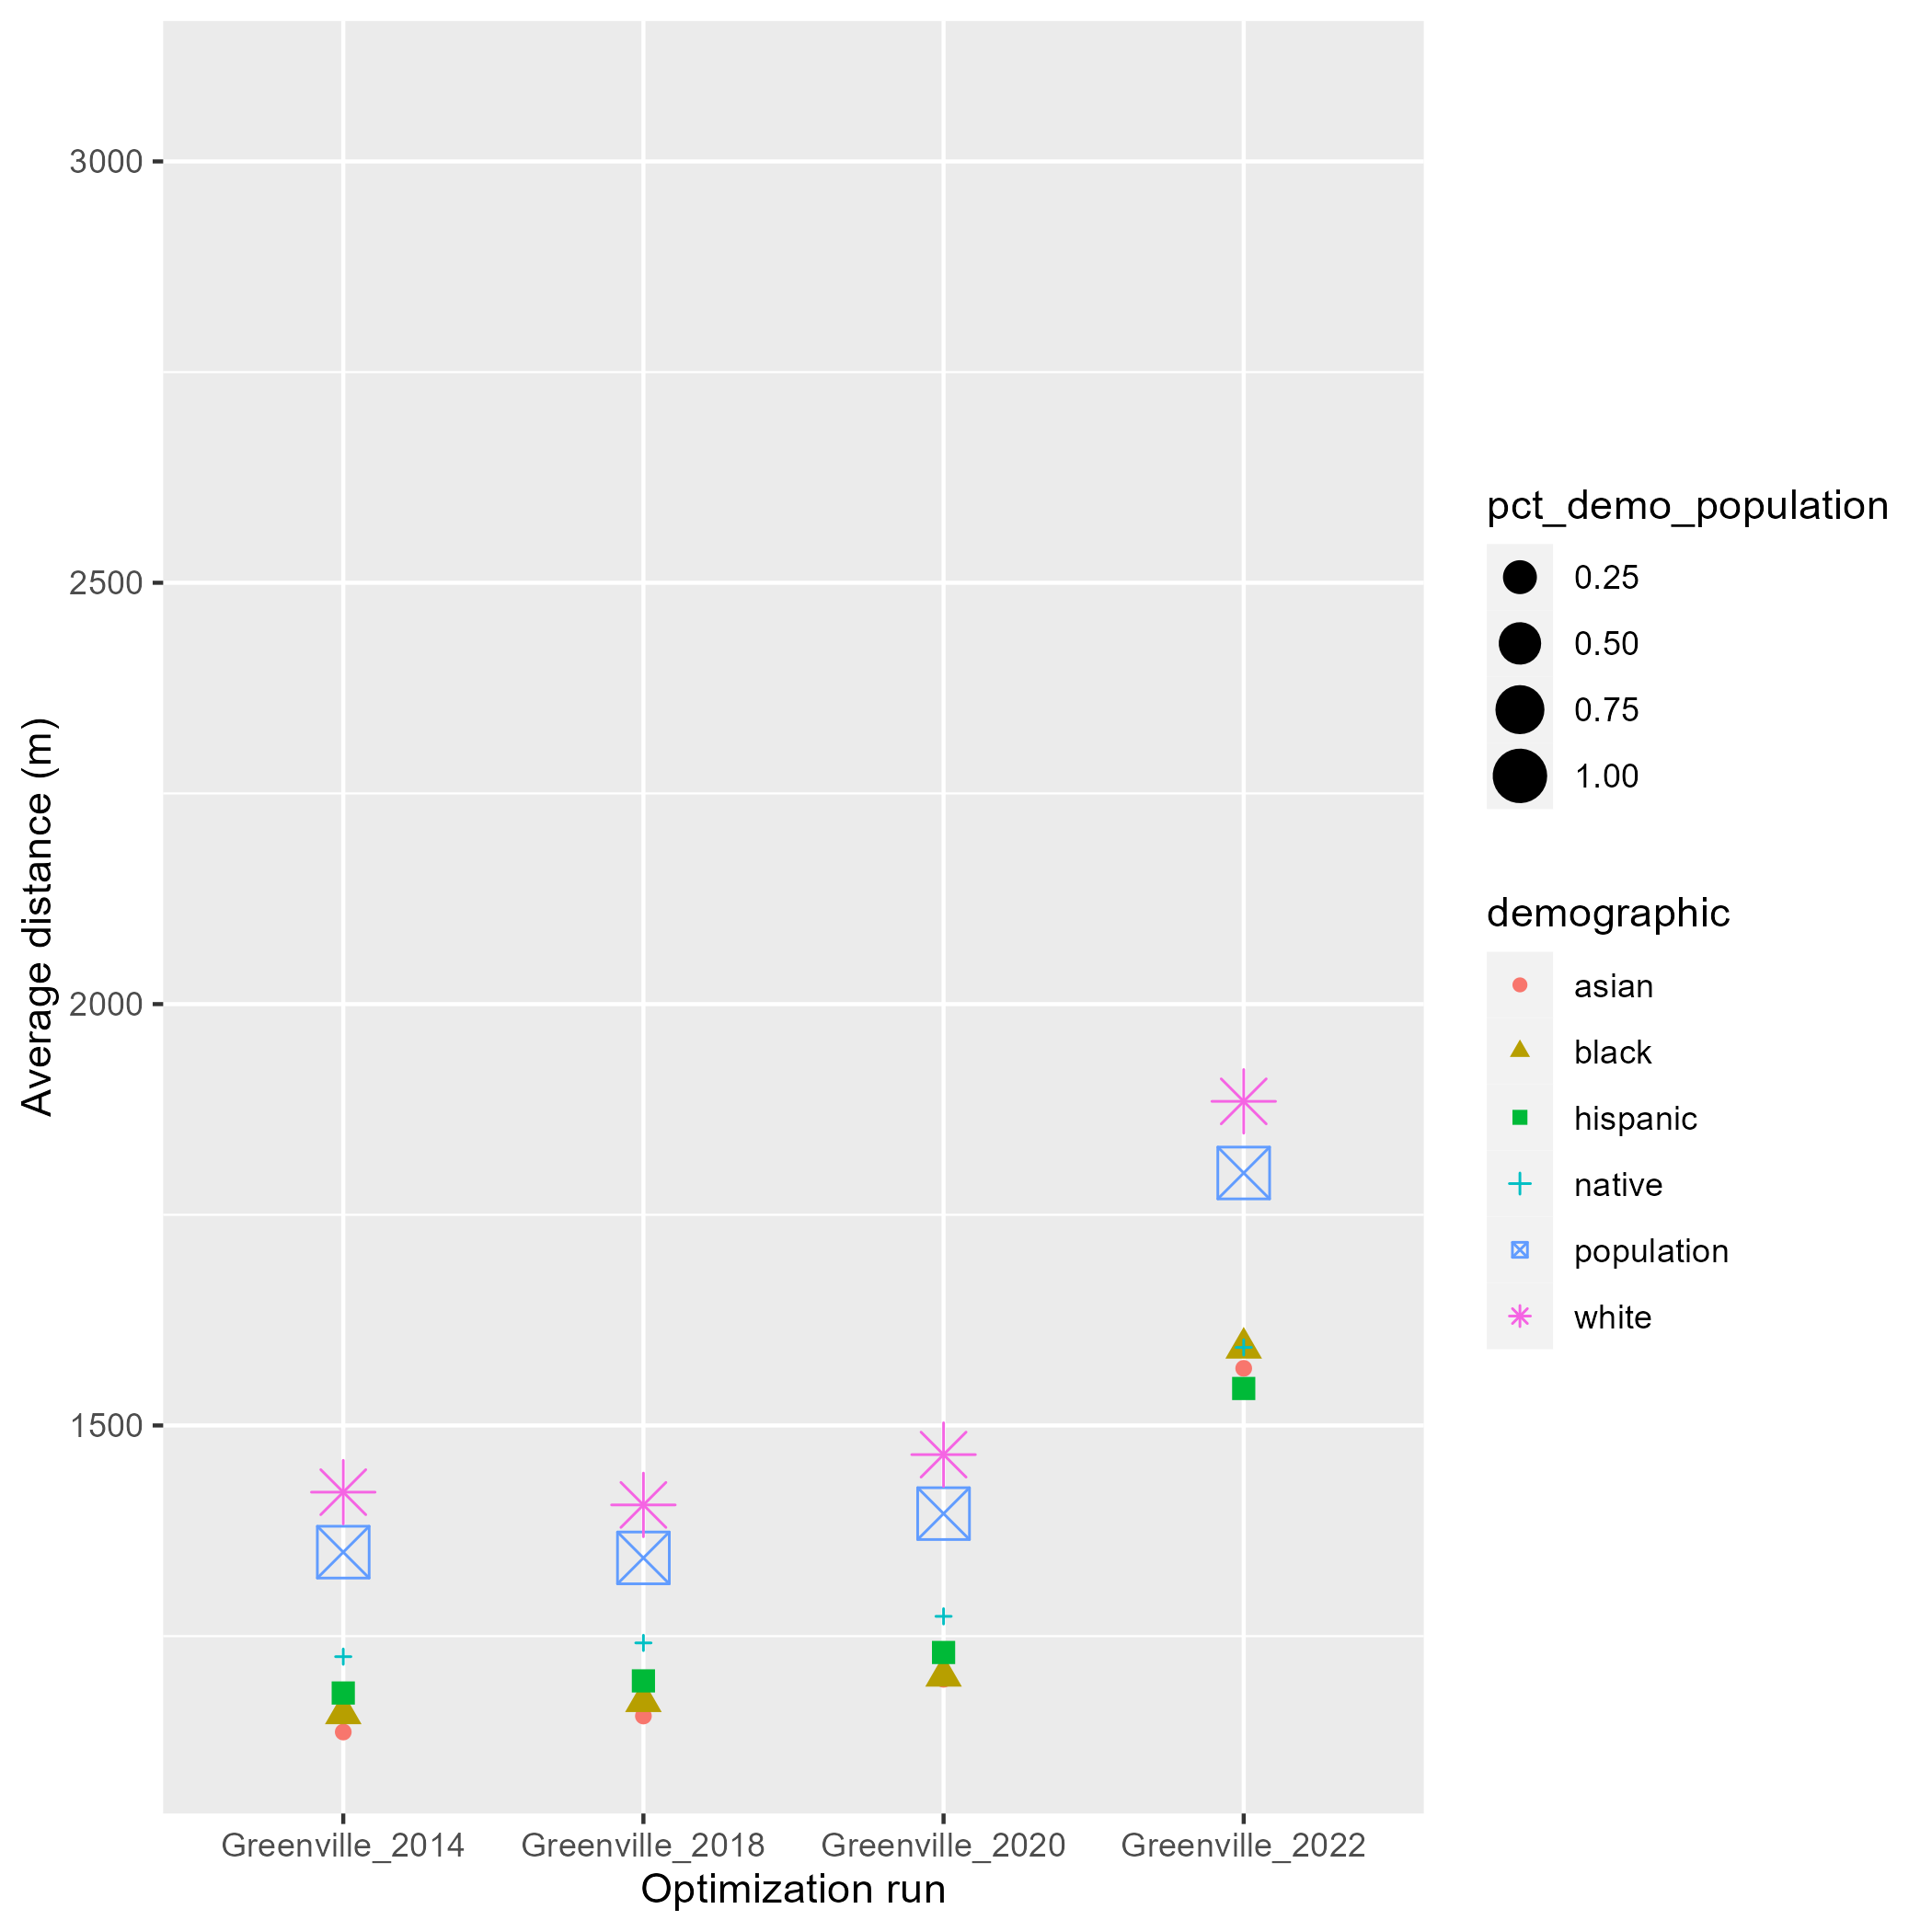 3000
2500
2000
1500
Average distance (m)
Greenville_2014
Greenville_2018
Greenville_2020
Greenville_2022
Optimization run
pct_demo_population
0.25
0.50
0.75
1.00
demographic
asian
black
hispanic
native
population
white